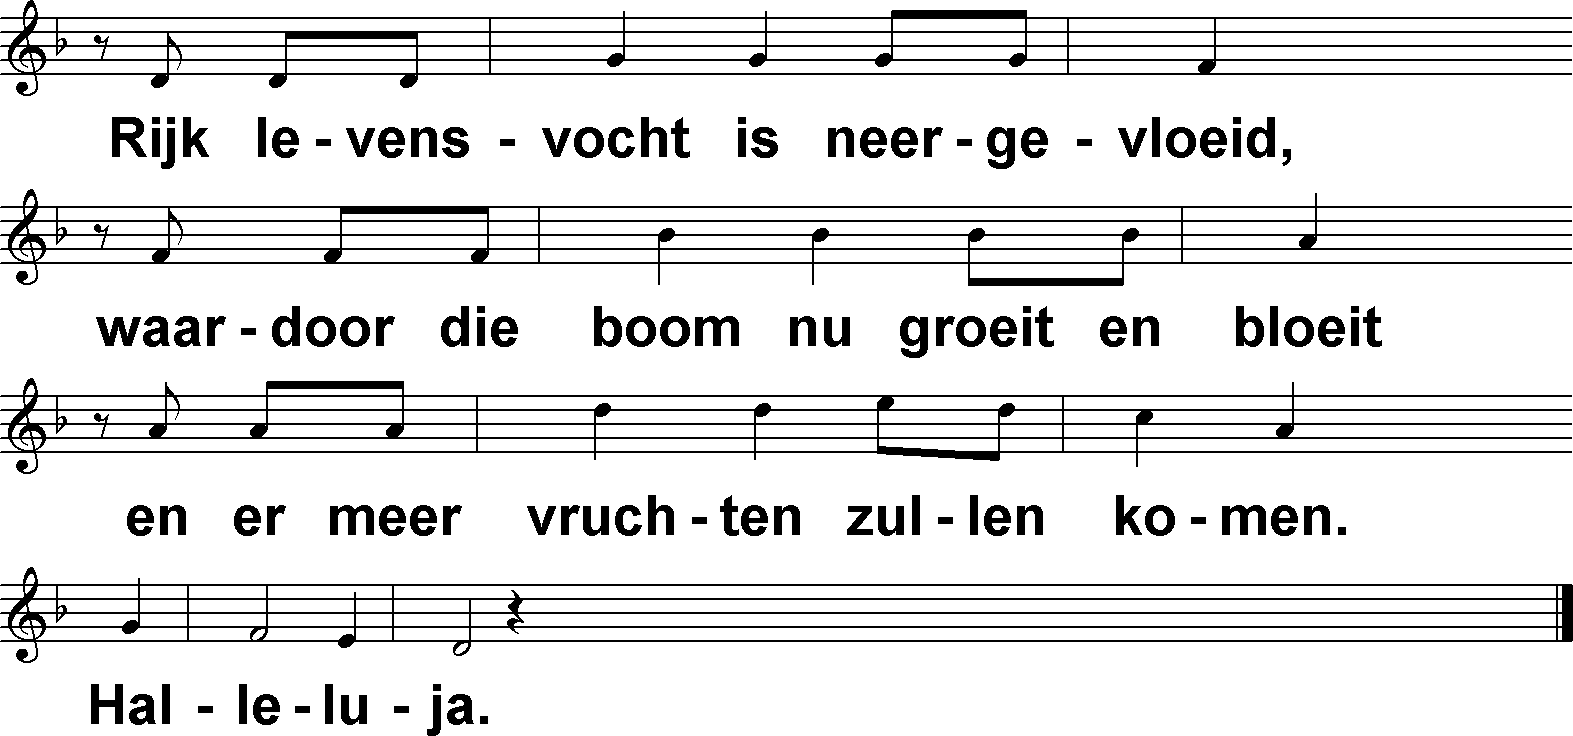 Rijk le - vens - vocht is neer - ge - vloeid,
waar - door die boom nu groeit en bloeit
en er meer vruch - ten zul - len ko - men.
Hal - le - lu - ja.